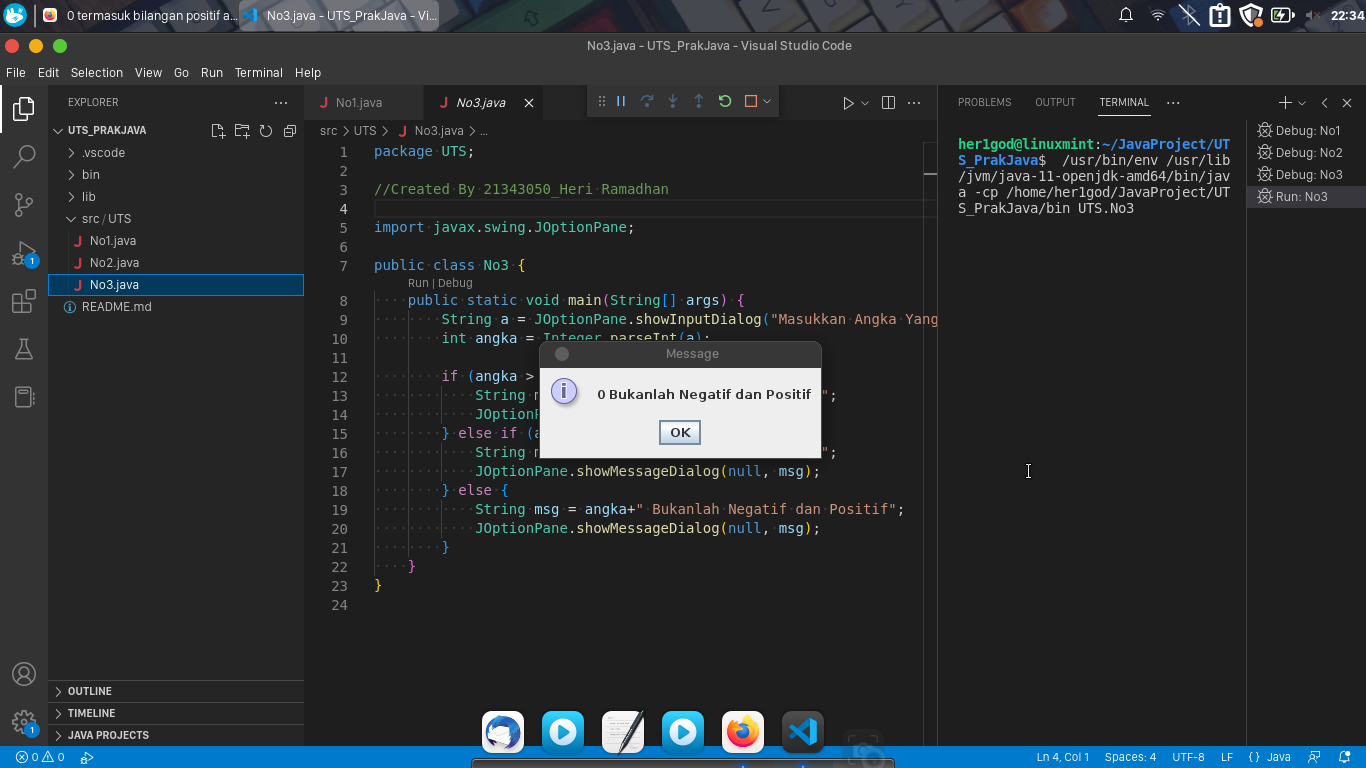 0 termasuk bilangan positif a...
No3.java - UTS_PrakJava - Vi...
22:34
No3.java - UTS_PrakJava - Visual Studio Code
File Edit Selection View Go Run Terminal Help
EXPLORER
UTS_PRAKJAVA
.vscode
bin
lib
src / UTS
No1.java
No2.java
No3.java
README.md
OUTLINE
TIMELINE
JAVA PROJECTS
No1.java
No3.java
src > UTS > No3.java > ...
1 package UTS;
2
3 //Created By 21343050_Heri Ramadhan
4
5 import javax.swing.JOptionPane;
6
7 public class No3 {
Run | Debug
8 public static void main(String[] args) {
9 String a = JOptionPane.showInputDialog("Masukkan Angka Yang
10 int angka = Integer.parseInt(a);
11
12 if (angka >
13 String ";
14 JOption
15 } else if (
16 String ";
17 JOptionPane.showMessageDialog(null, msg);
18 } else {
19 String msg = angka+" Bukanlah Negatif dan Positif";
20 JOptionPane.showMessageDialog(null, msg);
21 }
22 }
23 }
24
Message
0 Bukanlah Negatif dan Positif
OK
PROBLEMS OUTPUT TERMINAL
her1god@linuxmint:~/JavaProject/UT
S_PrakJava$ /usr/bin/env /usr/lib
/jvm/java-11-openjdk-amd64/bin/jav
a -cp /home/her1god/JavaProject/UT
S_PrakJava/bin UTS.No3
Debug: No1
Debug: No2
Debug: No3
Run: No3
1
1
0 0
Ln 4, Col 1 Spaces: 4 UTF-8 LF { } Java